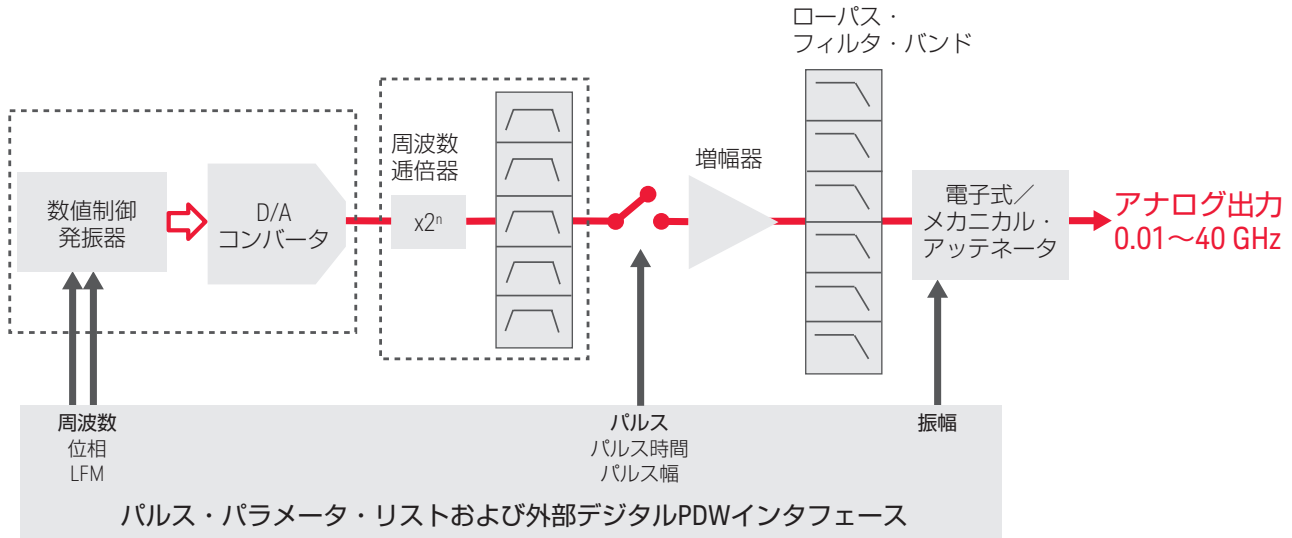 ローパス・
フィルタ・バンド
周波数
逓倍器
増幅器
数値制御
発振器
D/A
コンバータ
x2ⁿ
電子式／
メカニカル・
アッテネータ
アナログ出力
0.01～40 GHz
周波数
位相
LFM
パルス
パルス時間
パルス幅
振幅
パルス・パラメータ・リストおよび外部デジタルPDWインタフェース